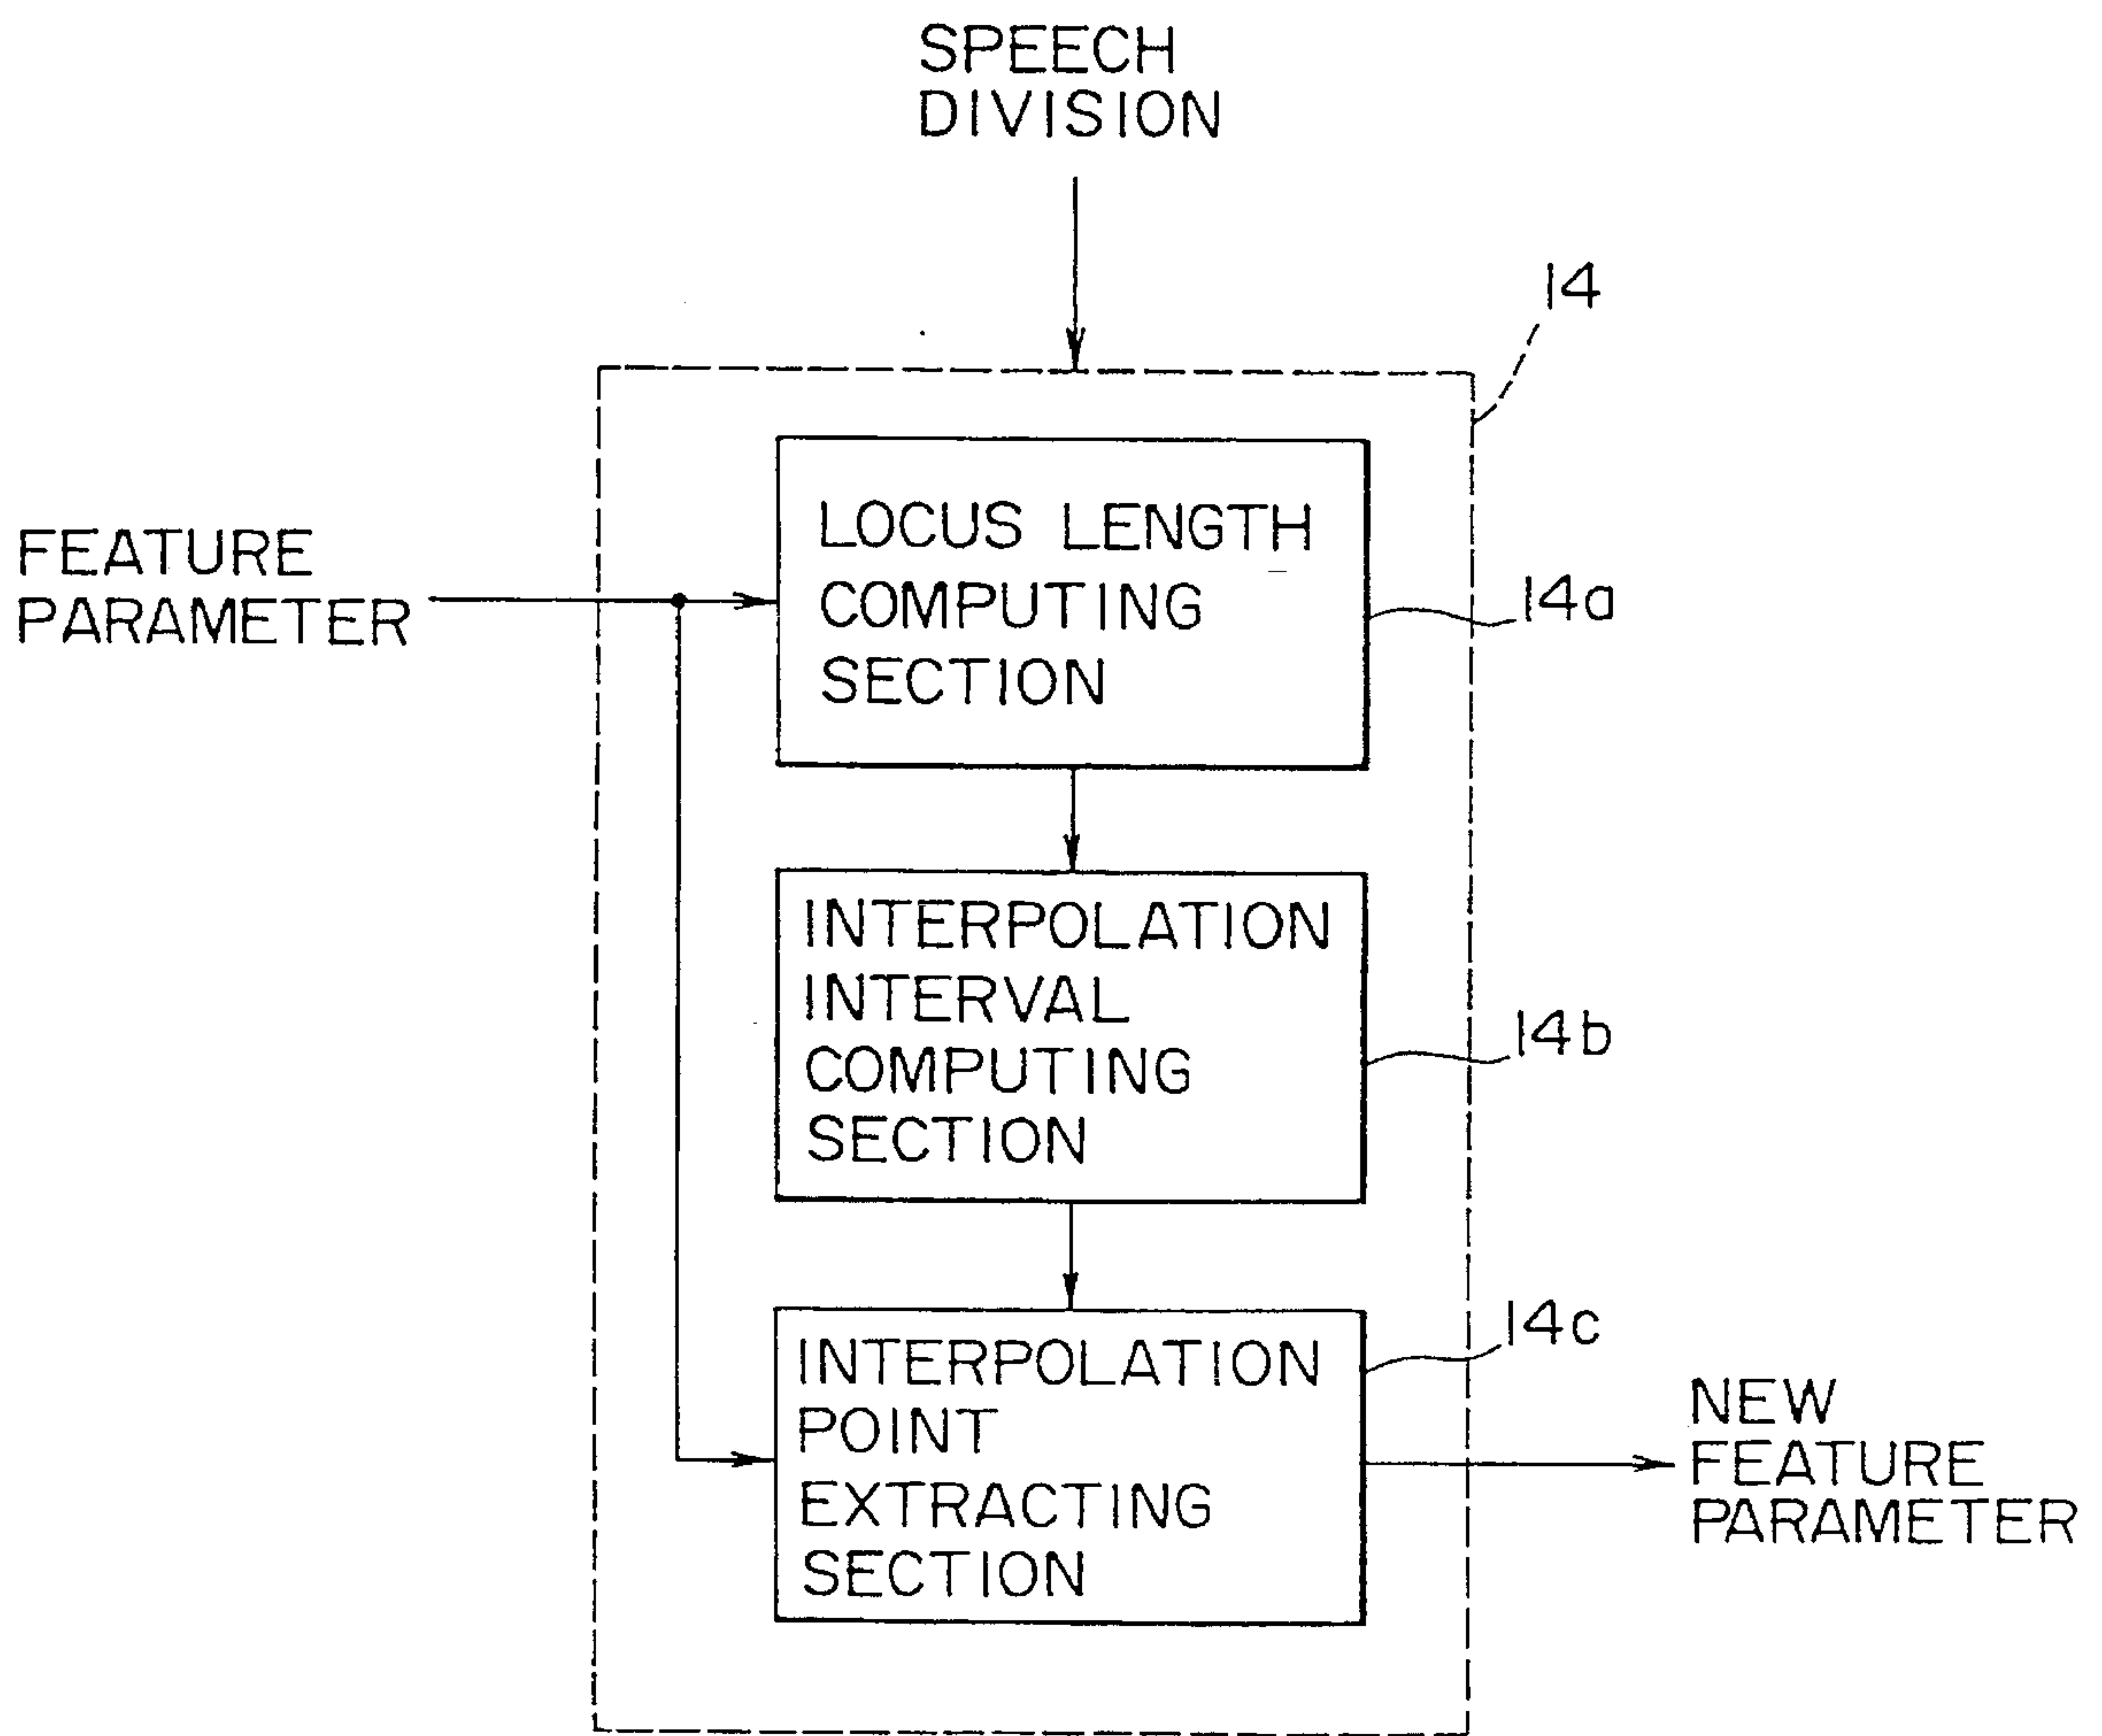 SPEECH
DIVISION
14
FEATURE
PARAMETER
LOCUS LENGTH
COMPUTING
SECTION
14a
INTERPOLATION
INTERVAL
COMPUTING
SECTION
14b
INTERPOLATION
POINT
EXTRACTING
SECTION
14c
NEW
FEATURE
PARAMETER